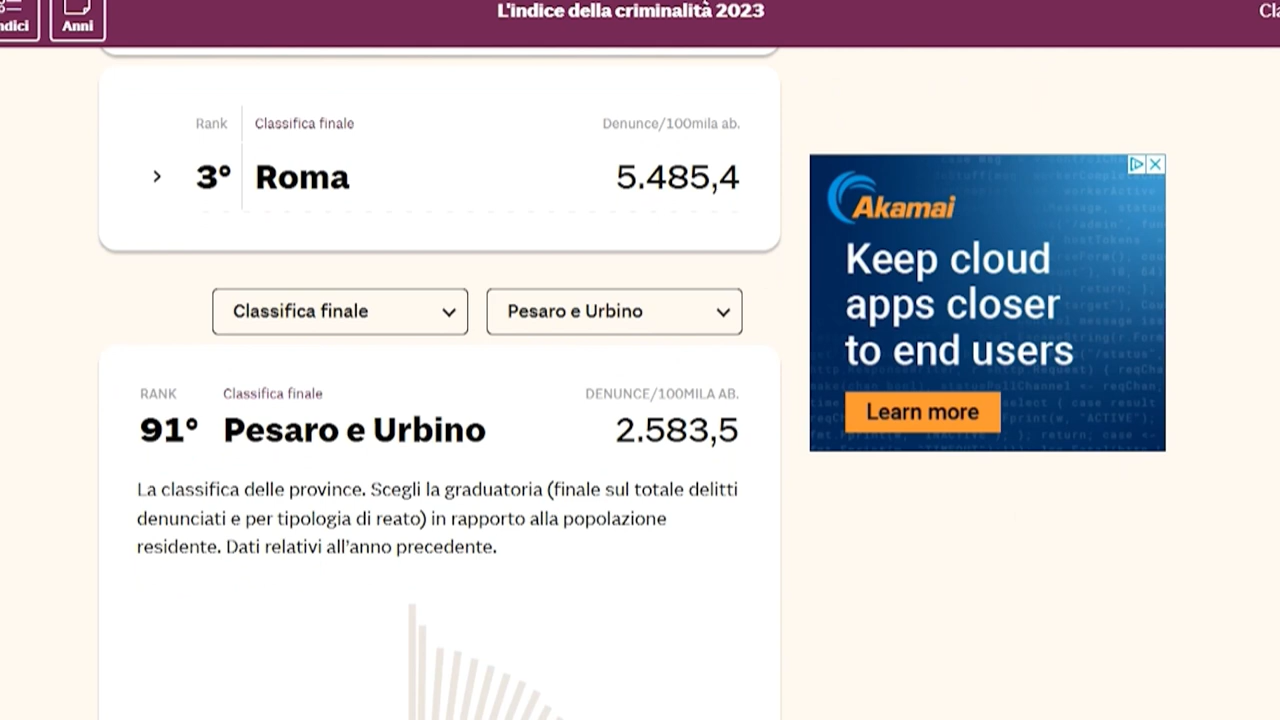 L'indice della criminalità 2023
Anni
Rank
Classifica finale
Denunce/100mila ab.
3° Roma
5.485,4
Classifica finale
Pesaro e Urbino
RANK
Classifica finale
DENUNCE/100MILA AB.
91° Pesaro e Urbino
2.583,5
La classifica delle province. Scegli la graduatoria (finale sul totale delitti
denunciati e per tipologia di reato) in rapporto alla popolazione
residente. Dati relativi all'anno precedente.
Akamai
Keep cloud
apps closer
to end users
Learn more